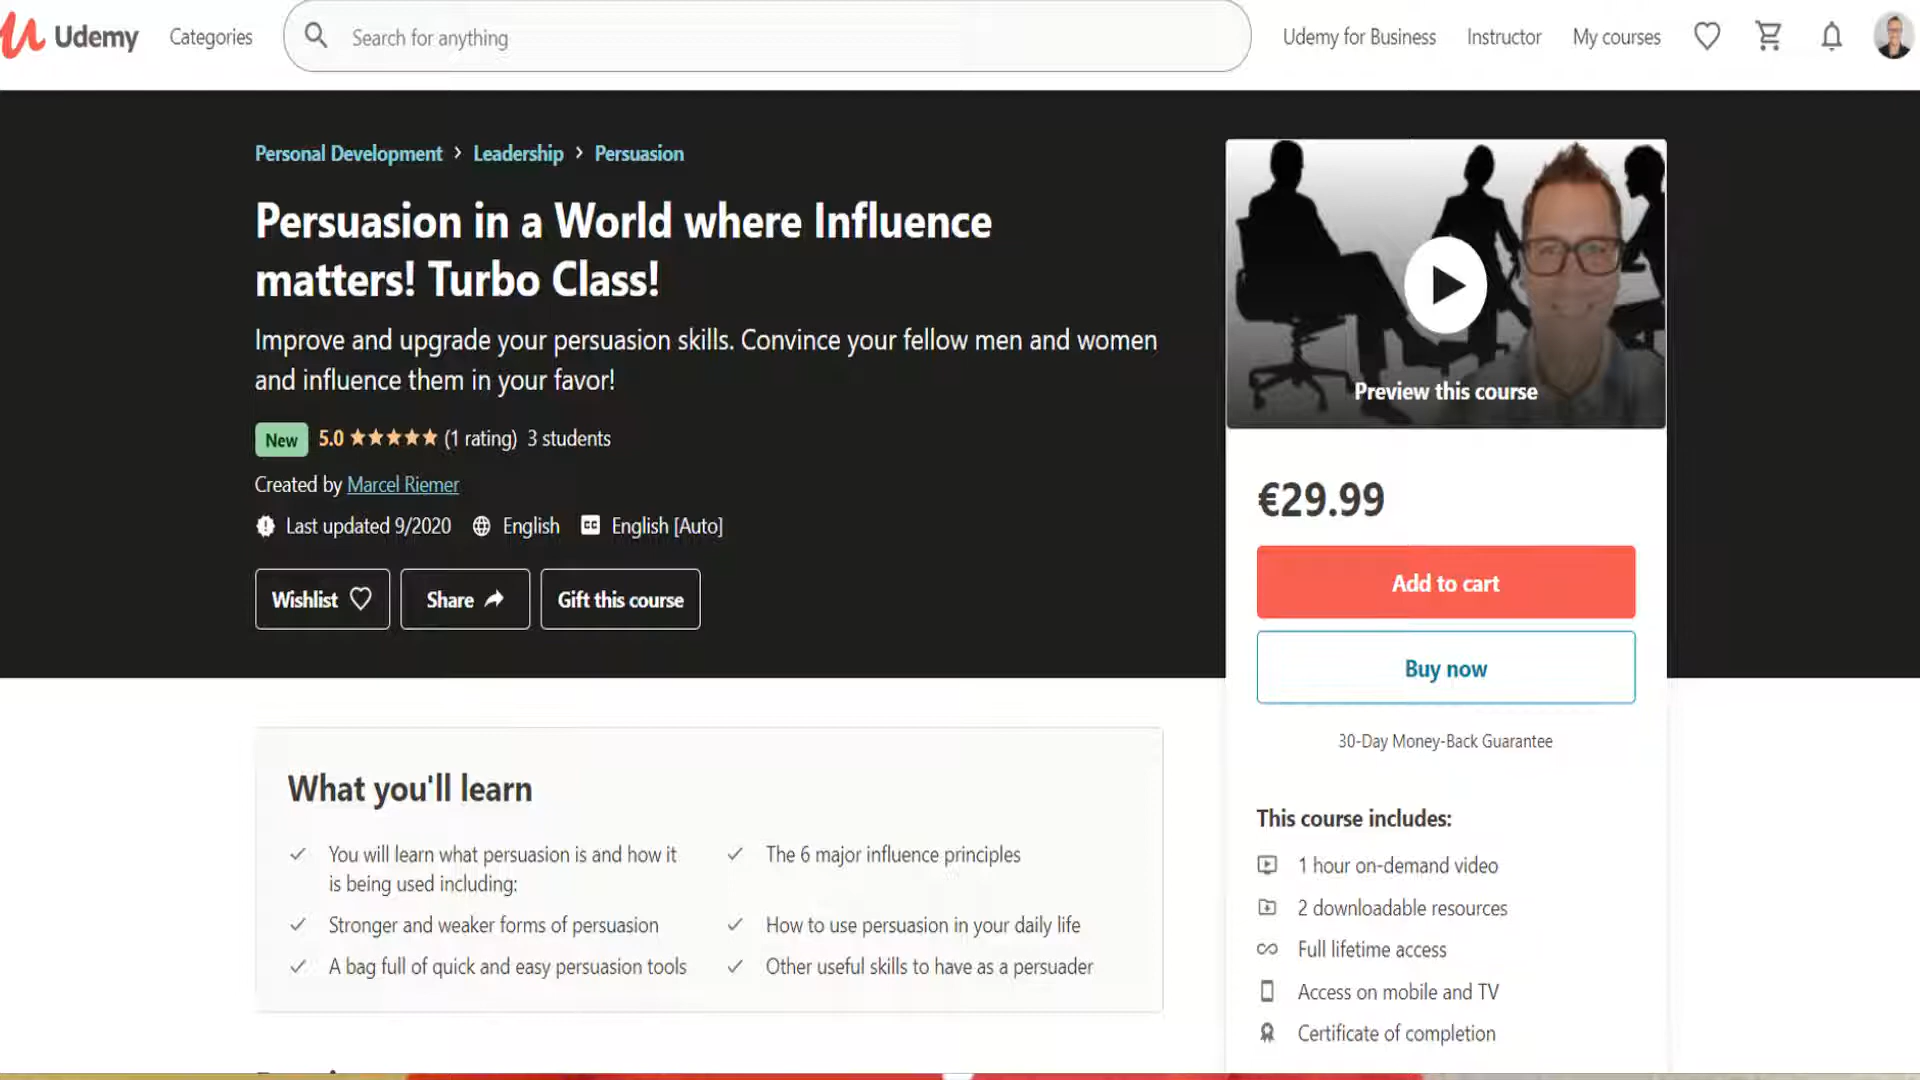 Udemy
Categories
Search for anything
Udemy for Business
Instructor
My courses
Personal Development > Leadership > Persuasion
Persuasion in a World where Influence
matters! Turbo Class!
Improve and upgrade your persuasion skills. Convince your fellow men and women
and influence them in your favor!
New 5.0 (1 rating) 3 students
Created by Marcel Riemer
Last updated 9/2020 English CC English [Auto]
Wishlist
Share
Gift this course
Preview this course
€29.99
Add to cart
Buy now
30-Day Money-Back Guarantee
This course includes:
1 hour on-demand video
2 downloadable resources
Full lifetime access
Access on mobile and TV
Certificate of completion
What you'll learn
You will learn what persuasion is and how it
is being used including:
The 6 major influence principles
Stronger and weaker forms of persuasion
How to use persuasion in your daily life
A bag full of quick and easy persuasion tools
Other useful skills to have as a persuader